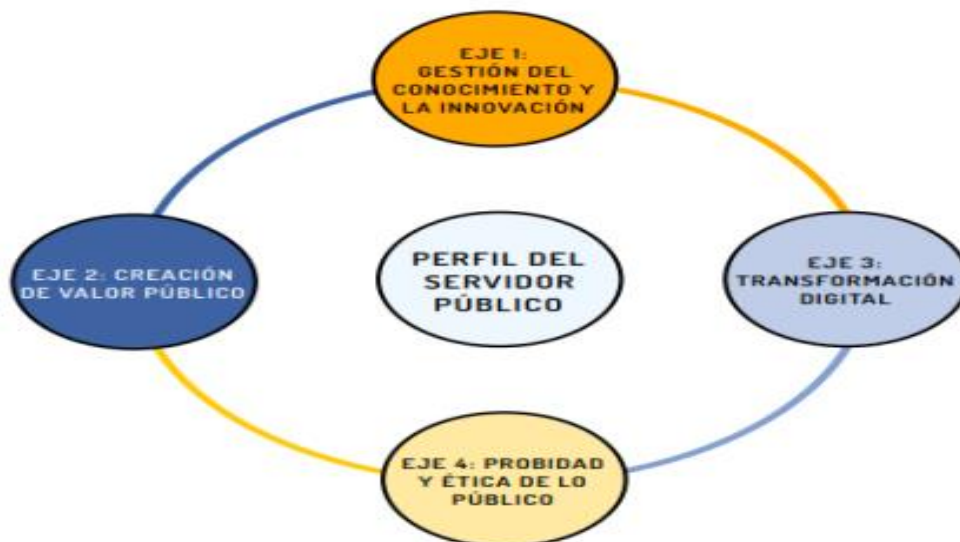 EJE 1:
GESTIÓN DEL
CONOCIMIENTO Y
LA INNOVACIÓN
EJE 2: CREACIÓN
DE VALOR PÚBLICO
PERFIL DEL
SERVIDOR
PÚBLICO
EJE 3:
TRANSFORMACIÓN
DIGITAL
EJE 4: PROBIDAD
Y ÉTICA DE LO
PÚBLICO